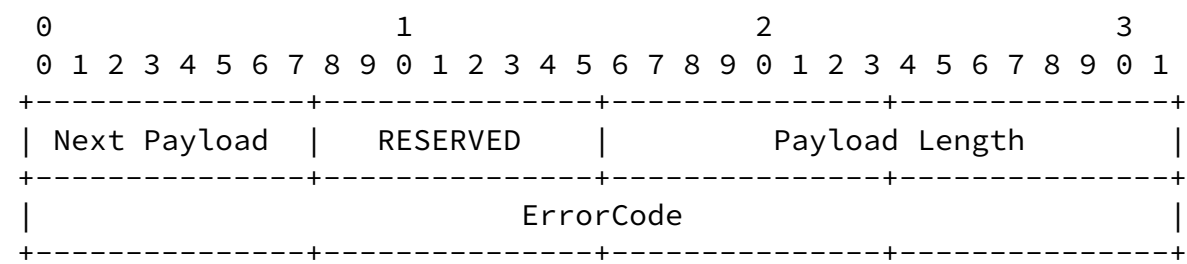 0                   1                   2                   3
 0 1 2 3 4 5 6 7 8 9 0 1 2 3 4 5 6 7 8 9 0 1 2 3 4 5 6 7 8 9 0 1
+---------------+---------------+---------------+---------------+
| Next Payload  |   RESERVED    |         Payload Length        |
+---------------+---------------+---------------+---------------+
|                           ErrorCode                           |
+---------------+---------------+---------------+---------------+